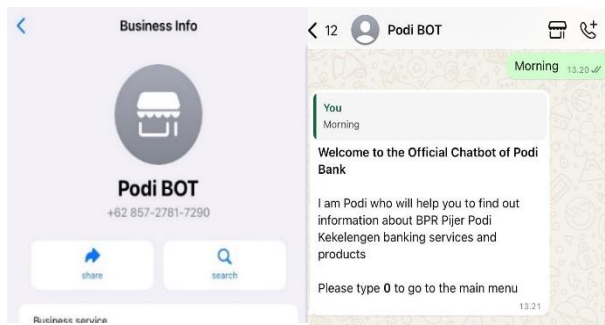 Business Info
Podi BOT
+62 857-2781-7290
share
search
Business service
12
Podi BOT
Morning 13.20
You
Morning
Welcome to the Official Chatbot of Podi
Bank
I am Podi who will help you to find out
information about BPR Pijer Podi
Kekelengen banking services and
products
Please type 0 to go to the main menu
13.21